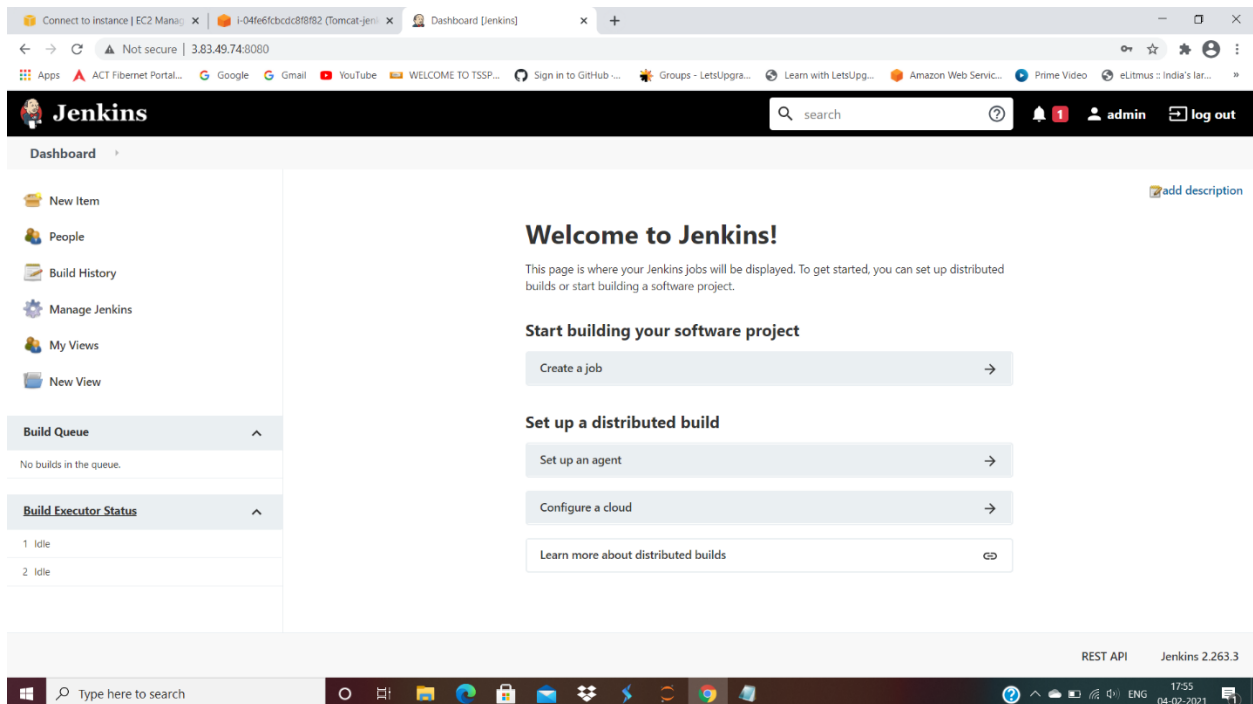 Connect to instance | EC2 Manag
i-04fe6fcbcdc8f8f82 (Tomcat-jen
Dashboard [Jenkins]
Not secure | 3.83.49.74:8080
Apps ACT Fibernet Portal... Google Gmail YouTube WELCOME TO TSSP... Sign in to GitHub ·... Groups - LetsUpgra... Learn with LetsUpg... Amazon Web Servic... Prime Video eLitmus :: India's lar... »
Jenkins
search
1
admin
log out
Dashboard
add description
New Item
People
Build History
Manage Jenkins
My Views
New View
Build Queue
No builds in the queue.
Build Executor Status
1 Idle
2 Idle
Welcome to Jenkins!
This page is where your Jenkins jobs will be displayed. To get started, you can set up distributed
builds or start building a software project.
Start building your software project
Create a job
Set up a distributed build
Set up an agent
Configure a cloud
Learn more about distributed builds
REST API Jenkins 2.263.3
Type here to search
ENG
17:55
04-02-2021